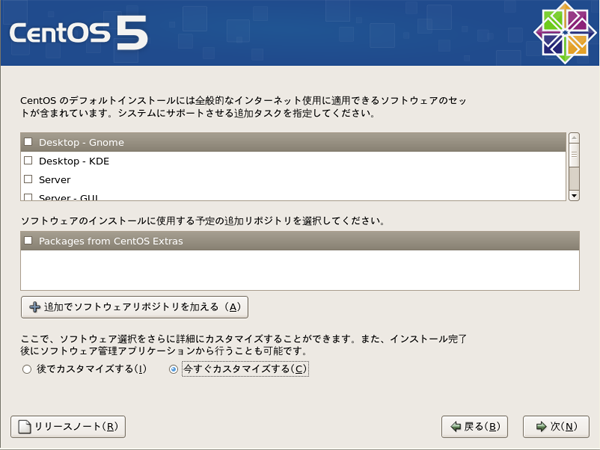 CentOS 5
CentOS のデフォルトインストールには全般的なインターネット使用に適用できるソフトウェアのセッ
トが含まれています。システムにサポートさせる追加タスクを指定してください。
Desktop - Gnome
Desktop - KDE
Server
Server - GUI
ソフトウェアのインストールに使用する予定の追加リポジトリを選択してください。
Packages from CentOS Extras
追加でソフトウェアリポジトリを加える (A)
ここで、ソフトウェア選択をさらに詳細にカスタマイズすることができます。また、インストール完了
後にソフトウェア管理アプリケーションから行うことも可能です。
後でカスタマイズする(I) 今すぐカスタマイズする(C)
リリースノート(R) 戻る(B) 次(N)